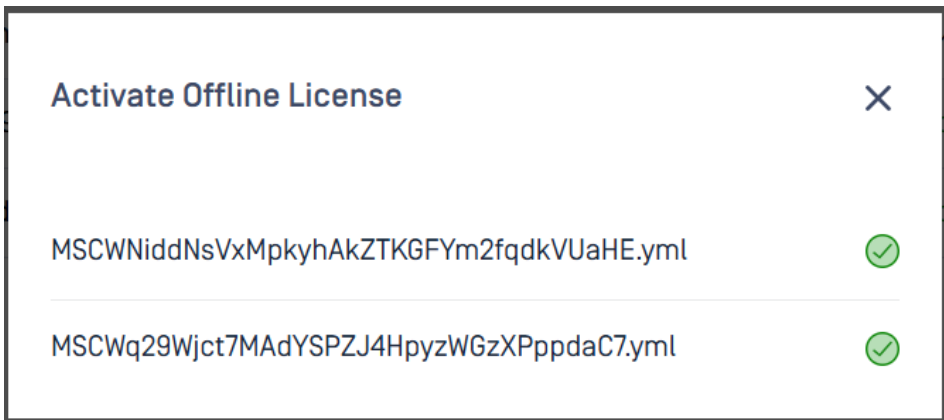 Activate Offline License
MSCWNiddNsVxMpkyhAkZTKGFYm2fqdkVUaHE.yml
MSCWq29Wjct7MAdYSPZJ4HpyzWGzXPppdaC7.yml